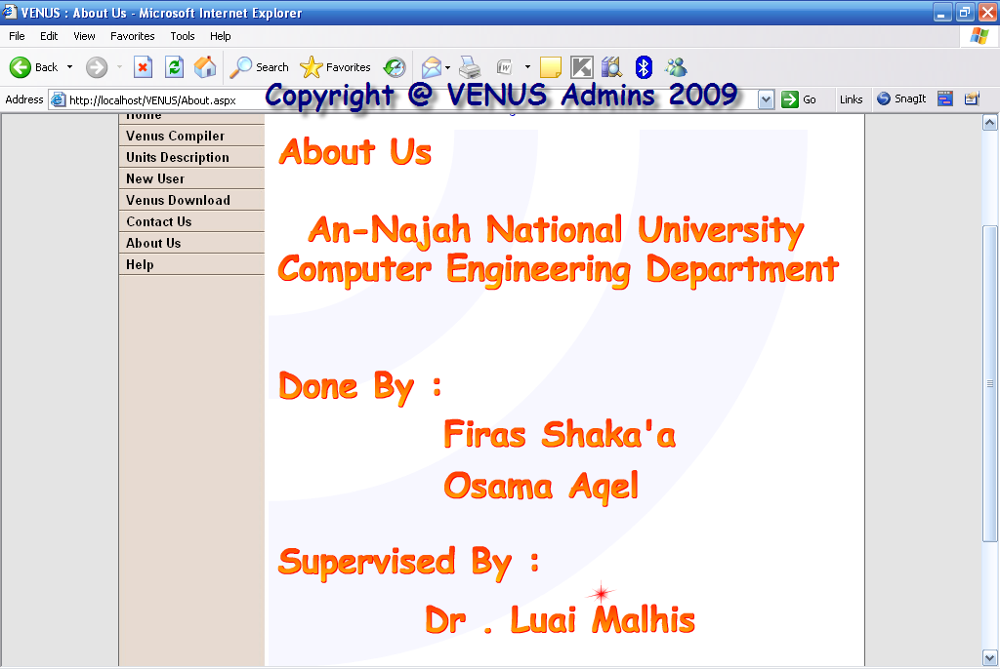 VENUS : About Us - Microsoft Internet Explorer
File Edit View Favorites Tools Help
Back Search Favorites
Address http://localhost/VENUS/About.aspx Go Links SnagIt
Copyright @ VENUS Admins 2009
Home
Venus Compiler
Units Description
New User
Venus Download
Contact Us
About Us
Help
About Us
An-Najah National University
Computer Engineering Department
Done By :
Firas Shaka'a
Osama Aqel
Supervised By :
Dr . Luai Malhis